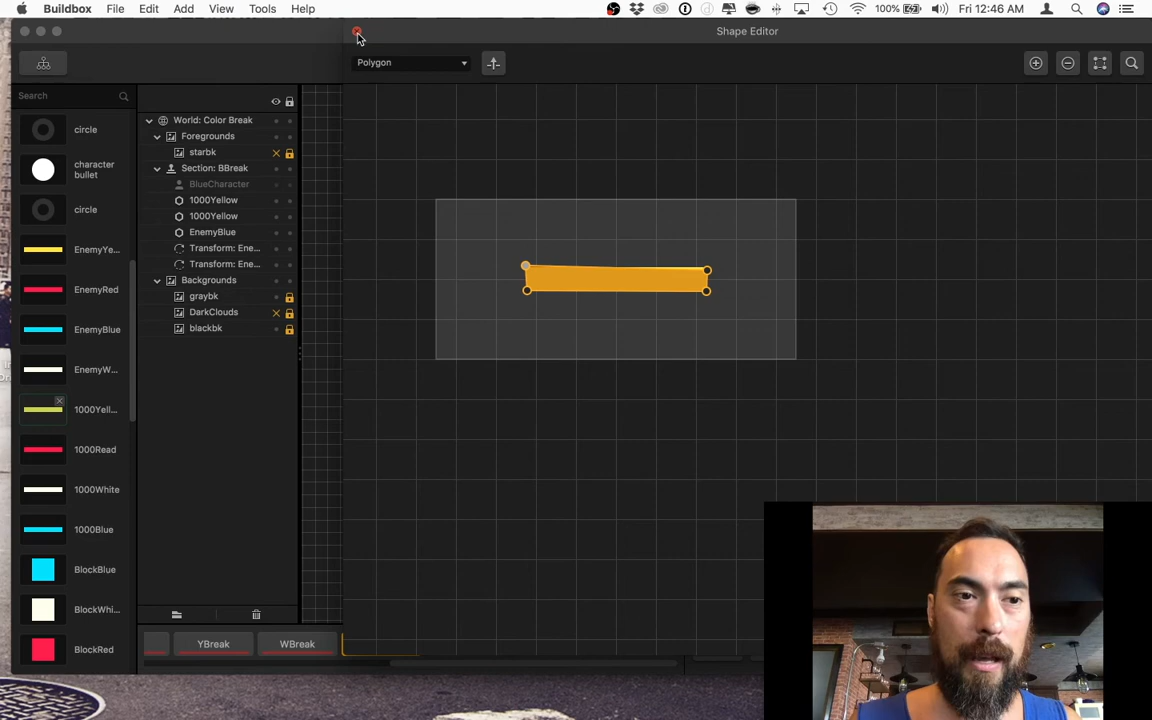 Buildbox File Edit Add View Tools Help 100% Fri 12:46 AM
Shape Editor
Polygon
Search
circle
character bullet
circle
EnemyYe...
EnemyRed
EnemyBlue
EnemyW...
1000Yell...
1000Read
1000White
1000Blue
BlockBlue
BlockWhi...
BlockRed
World: Color Break
Foregrounds
starbk
Section: BBreak
BlueCharacter
1000Yellow
1000Yellow
EnemyBlue
Transform: Ene...
Transform: Ene...
Backgrounds
graybk
DarkClouds
blackbk
YBreak WBreak